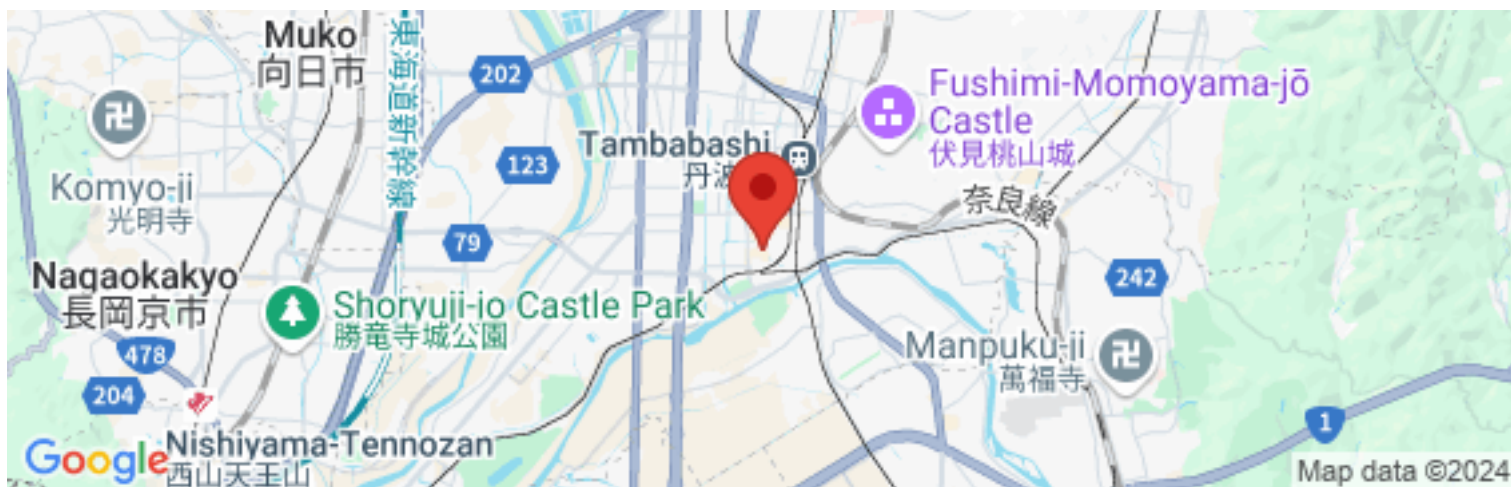 Muko
向日市
202
Fushimi-Momoyama-jō
Castle
伏見桃山城
東海道新幹線
Komyo-ji
光明寺
123
Tambabashi
丹波
79
奈良線
Nagaokakyo
長岡京市
Shoryuji-jo Castle Park
勝竜寺城公園
242
478
204
Manpuku-ji
萬福寺
1
Nishiyama-Tennozan
西山天王山
Google
Map data ©2024